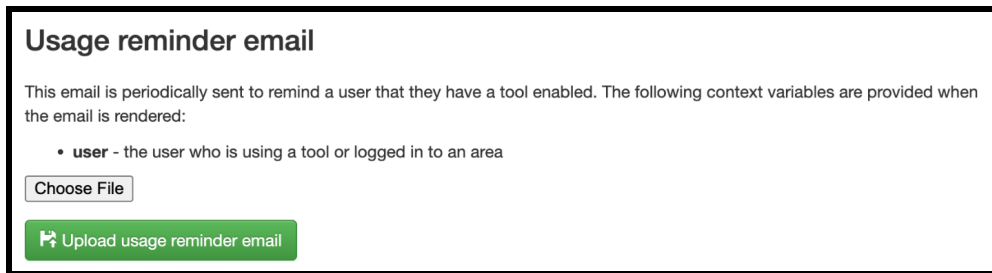 Usage reminder email
This email is periodically sent to remind a user that they have a tool enabled. The following context variables are provided when
the email is rendered:
• user - the user who is using a tool or logged in to an area
Choose File
Upload usage reminder email